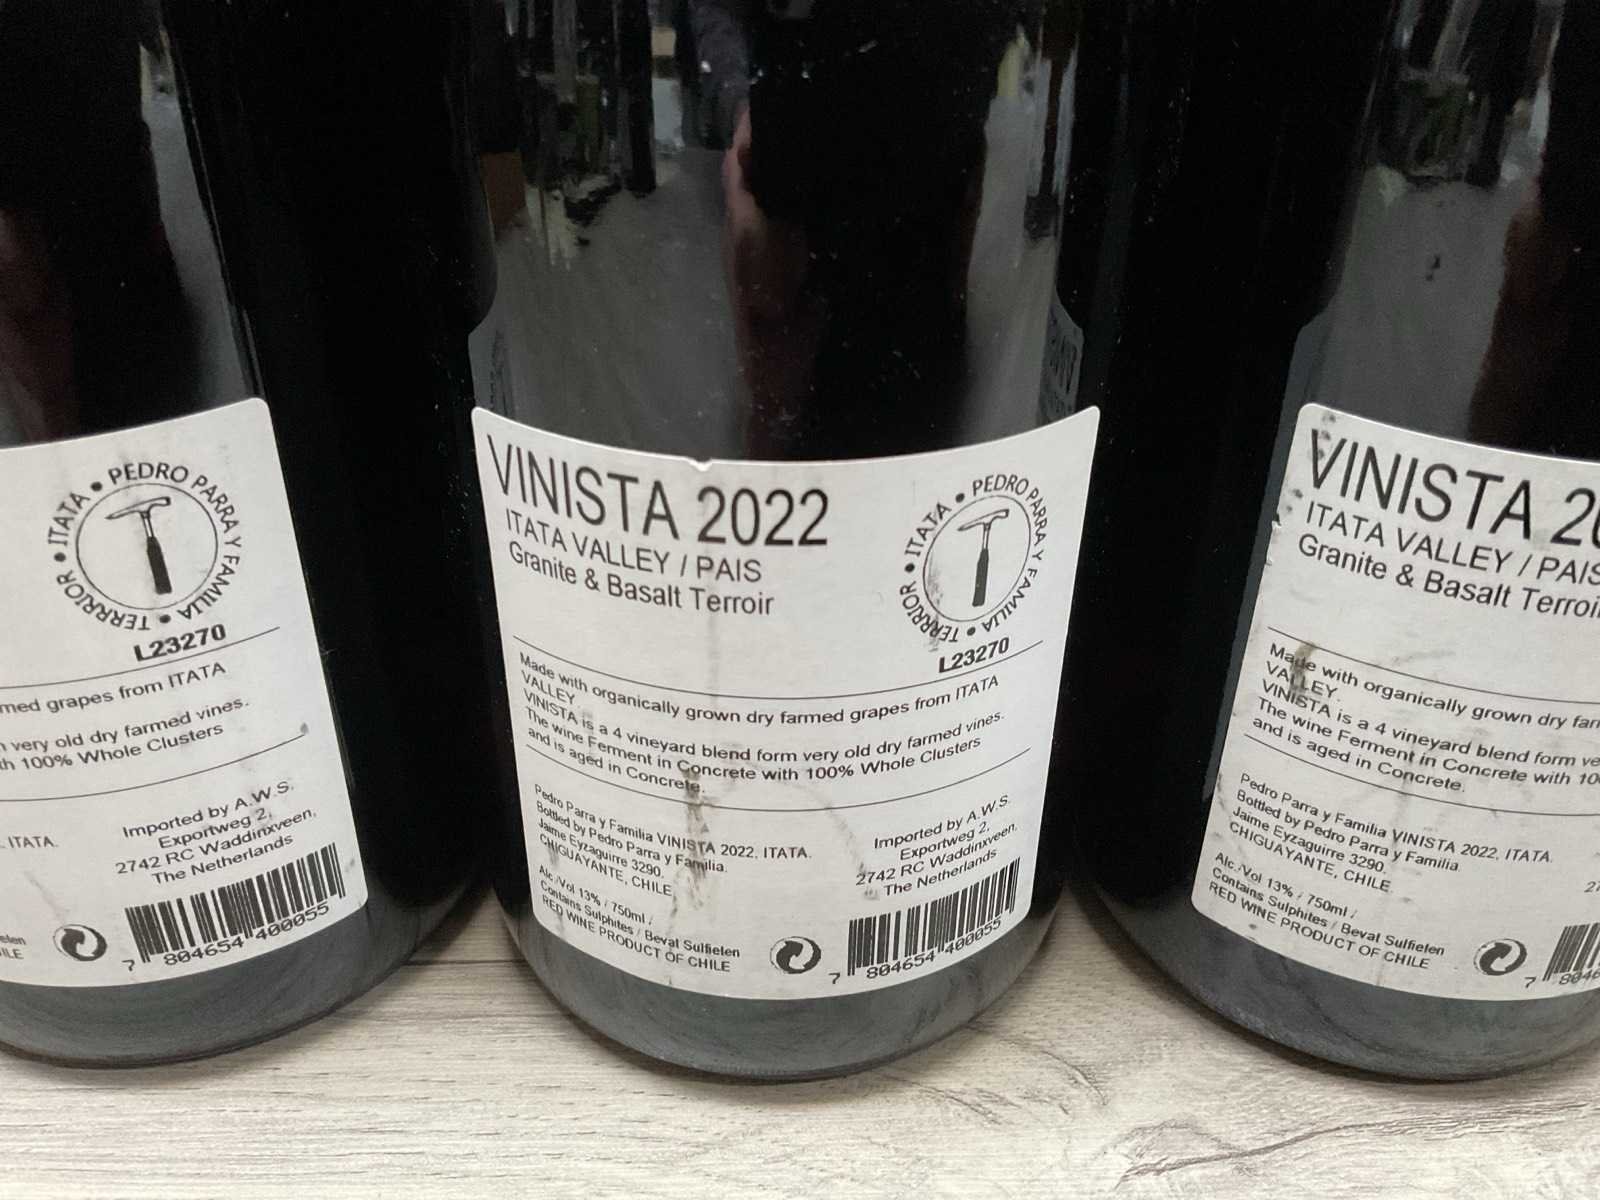 ITATA • PEDRO PARRA Y FAMILIA • TERRRIOR •
L23270
med grapes from ITATA
very old dry farmed vines.
th 100% Whole Clusters
ITATA.
Imported by A.W.S.
Exportweg 2,
2742 RC Waddinxveen,
The Netherlands
7 804654 400055
VINISTA 2022
ITATA VALLEY / PAIS
Granite & Basalt Terroir
ITATA • PEDRO PARRA Y FAMILIA • TERRRIOR •
L23270
Made with organically grown dry farmed grapes from ITATA
VALLEY.
VINISTA is a 4 vineyard blend form very old dry farmed vines.
The wine Ferment in Concrete with 100% Whole Clusters
and is aged in Concrete.
Pedro Parra y Familia VINISTA 2022, ITATA.
Bottled by Pedro Parra y Familia.
Jaime Eyzaguirre 3290.
CHIGUAYANTE, CHILE.
Alc./Vol 13% / 750ml /
Contains Sulphites / Bevat Sulfieten
RED WINE PRODUCT OF CHILE
Imported by A.W.S.
Exportweg 2,
2742 RC Waddinxveen,
The Netherlands
7 804654 400055
VINISTA 20
ITATA VALLEY / PAIS
Granite & Basalt Terroi
Made with organically grown dry far
VALLEY.
VINISTA is a 4 vineyard blend form ve
The wine Ferment in Concrete with 10
and is aged in Concrete.
Pedro Parra y Familia VINISTA 2022, ITATA.
Bottled by Pedro Parra y Familia.
Jaime Eyzaguirre 3290.
CHIGUAYANTE, CHILE.
Alc./Vol 13% / 750ml /
Contains Sulphites / Bevat Sulfieten
RED WINE PRODUCT OF CHILE
7 8046